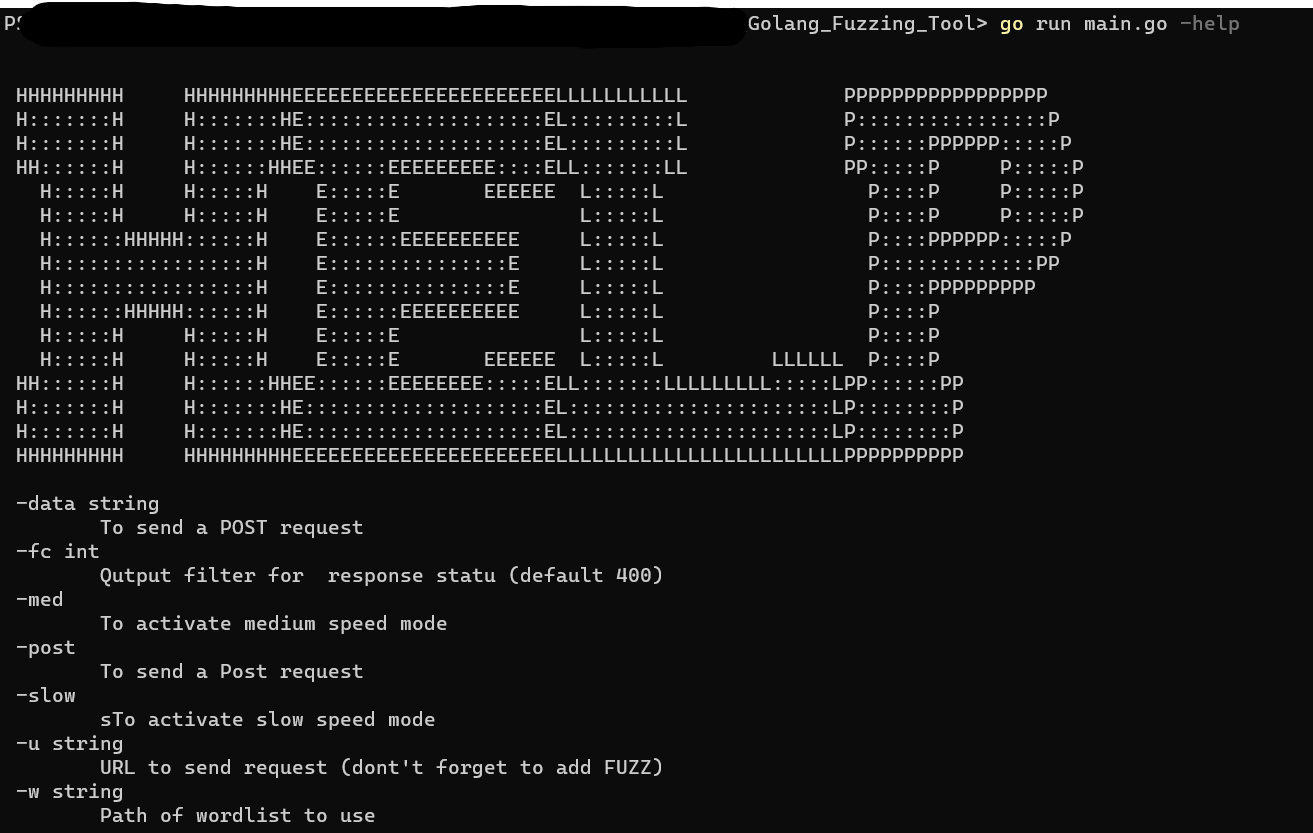 PS Golang_Fuzzing_Tool> go run main.go -help
HHHHHHHHH     HHHHHHHHHEEEEEEEEEEEEEEEEEEEEEELLLLLLLLLLL             PPPPPPPPPPPPPPPPP
H:::::::H     H:::::::HE::::::::::::::::::::EL:::::::::L             P::::::::::::::::P
H:::::::H     H:::::::HE::::::::::::::::::::EL:::::::::L             P::::::PPPPPP:::::P
HH::::::H     H::::::HHEE::::::EEEEEEEEE::::ELL:::::::LL             PP:::::P     P:::::P
  H:::::H     H:::::H    E:::::E       EEEEEE  L:::::L                 P::::P     P:::::P
  H:::::H     H:::::H    E:::::E               L:::::L                 P::::P     P:::::P
  H::::::HHHHH::::::H    E::::::EEEEEEEEEE     L:::::L                 P::::PPPPPP:::::P
  H:::::::::::::::::H    E:::::::::::::::E     L:::::L                 P:::::::::::::PP
  H:::::::::::::::::H    E:::::::::::::::E     L:::::L                 P::::PPPPPPPPP
  H::::::HHHHH::::::H    E::::::EEEEEEEEEE     L:::::L                 P::::P
  H:::::H     H:::::H    E:::::E               L:::::L                 P::::P
  H:::::H     H:::::H    E:::::E       EEEEEE  L:::::L         LLLLLL  P::::P
HH::::::H     H::::::HHEE::::::EEEEEEEE:::::ELL:::::::LLLLLLLLL:::::LPP::::::PP
H:::::::H     H:::::::HE::::::::::::::::::::EL::::::::::::::::::::::LP::::::::P
H:::::::H     H:::::::HE::::::::::::::::::::EL::::::::::::::::::::::LP::::::::P
HHHHHHHHH     HHHHHHHHHEEEEEEEEEEEEEEEEEEEEEELLLLLLLLLLLLLLLLLLLLLLLLPPPPPPPPPP
-data string
To send a POST request
-fc int
Qutput filter for  response statu (default 400)
-med
To activate medium speed mode
-post
To send a Post request
-slow
sTo activate slow speed mode
-u string
URL to send request (dont't forget to add FUZZ)
-w string
Path of wordlist to use